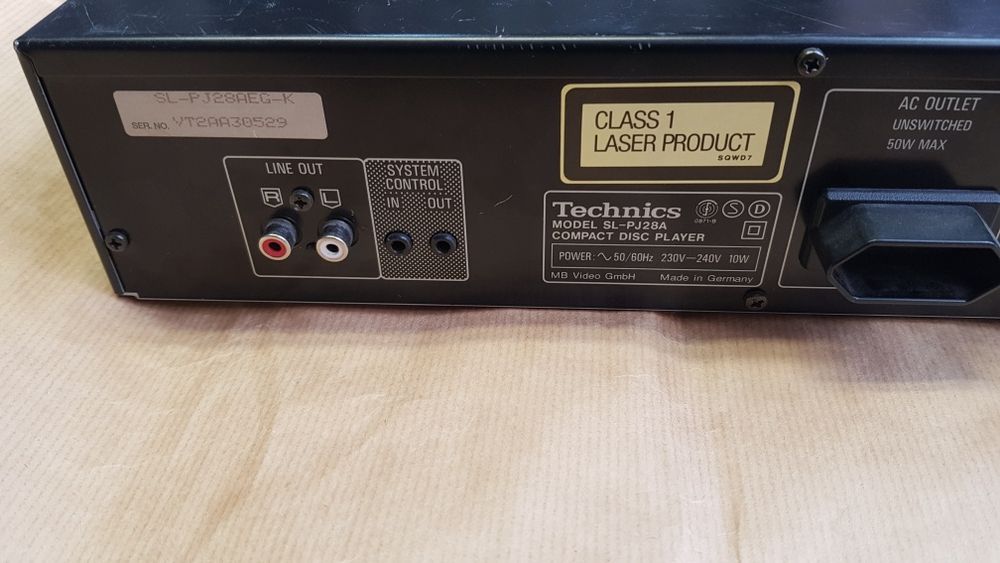 SL-PJ28AEG-K
SER. NO. VT2AA30529
LINE OUT
R L
SYSTEM
CONTROL
IN OUT
CLASS 1
LASER PRODUCT
SQWD7
Technics
MODEL SL-PJ28A
COMPACT DISC PLAYER
0871-B
S D
POWER: ∿ 50/60Hz 230V—240V 10W
MB Video GmbH Made in Germany
AC OUTLET
UNSWITCHED
50W MAX